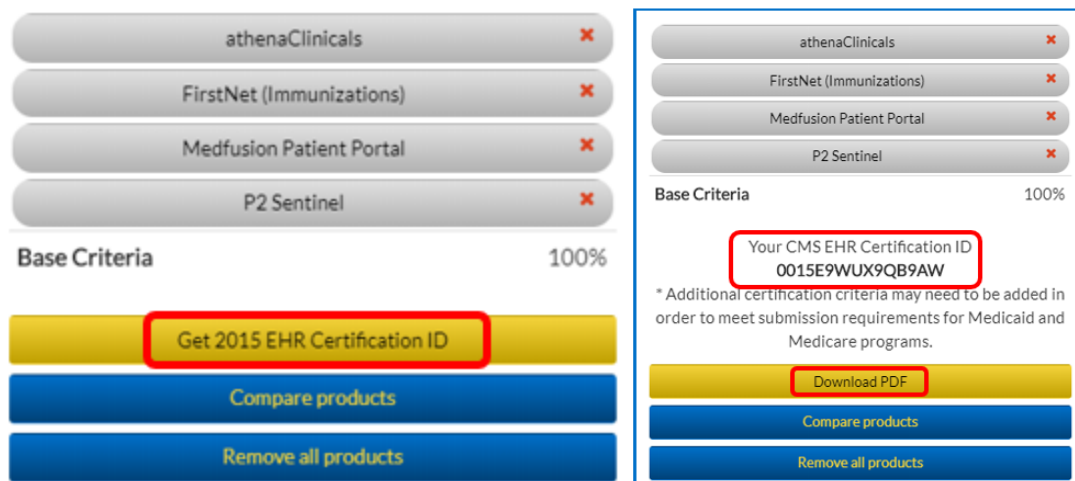 athenaClinicals ×
FirstNet (Immunizations) ×
Medfusion Patient Portal ×
P2 Sentinel ×
Base Criteria 100%
Get 2015 EHR Certification ID
Compare products
Remove all products
athenaClinicals ×
FirstNet (Immunizations) ×
Medfusion Patient Portal ×
P2 Sentinel ×
Base Criteria 100%
Your CMS EHR Certification ID
0015E9WUX9QB9AW
* Additional certification criteria may need to be added in
order to meet submission requirements for Medicaid and
Medicare programs.
Download PDF
Compare products
Remove all products